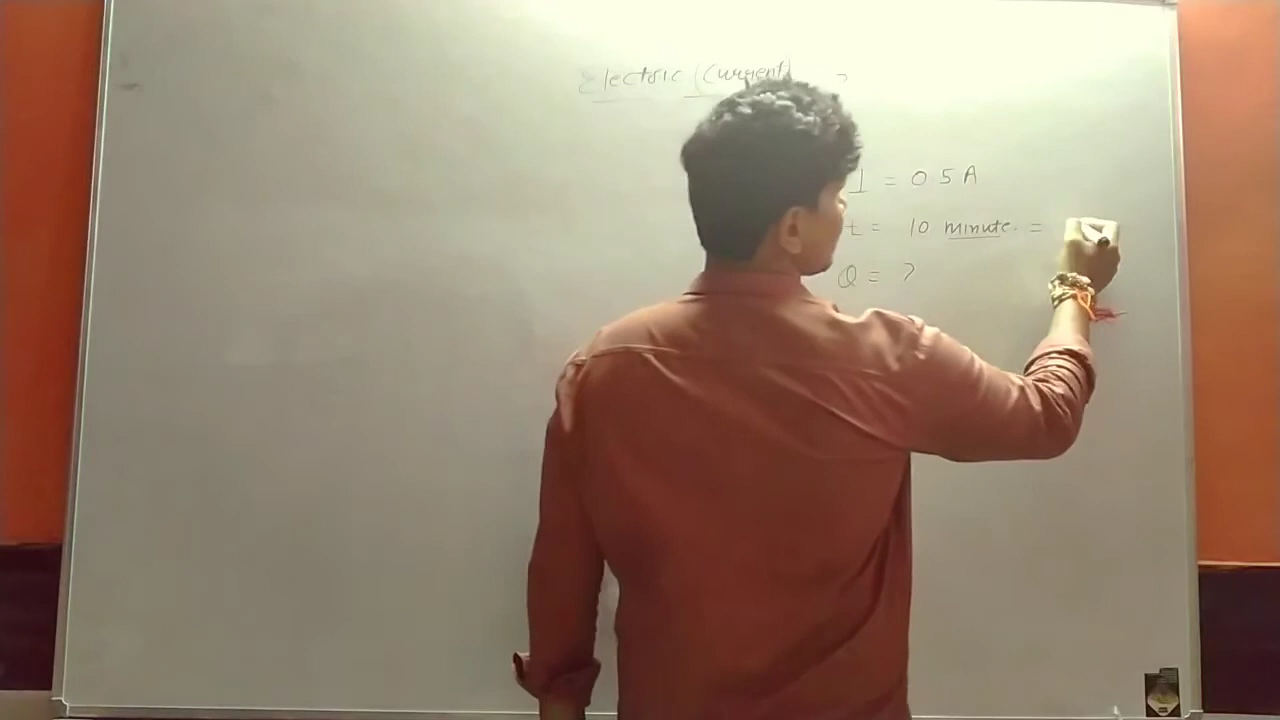 Electric (Current)
I = 0 5 A
t = 10 minute. =
Q = ?